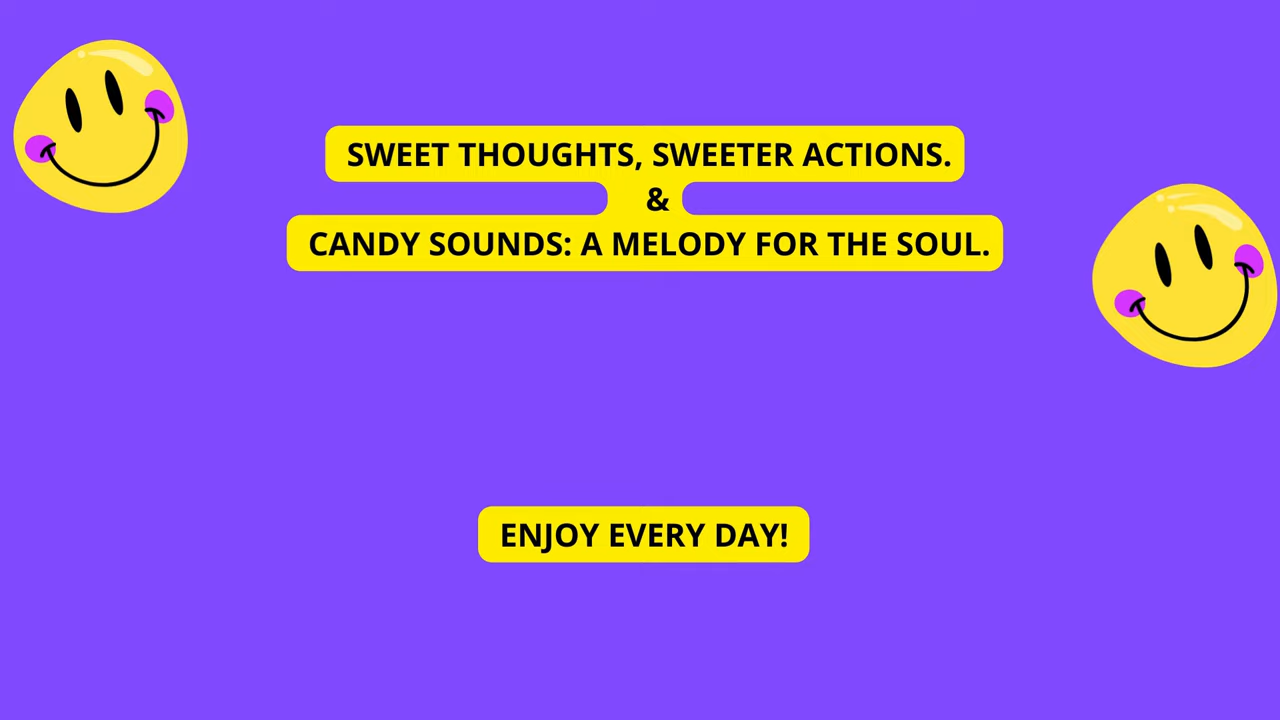 SWEET THOUGHTS, SWEETER ACTIONS.
&
CANDY SOUNDS: A MELODY FOR THE SOUL.
ENJOY EVERY DAY!